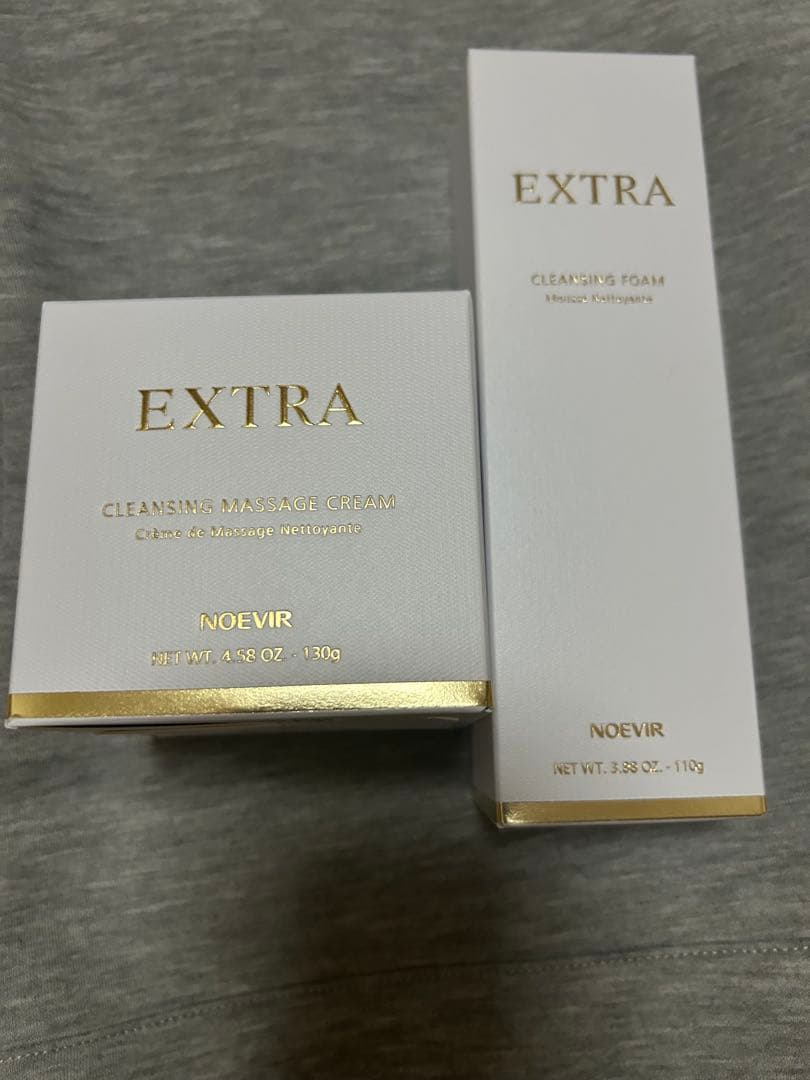 EXTRA
CLEANSING MASSAGE CREAM
Crème de Massage Nettoyante
NOEVIR
NET WT. 4.58 OZ. - 130g
EXTRA
CLEANSING FOAM
Mousse Nettoyante
NOEVIR
NET WT. 3.88 OZ. - 110g